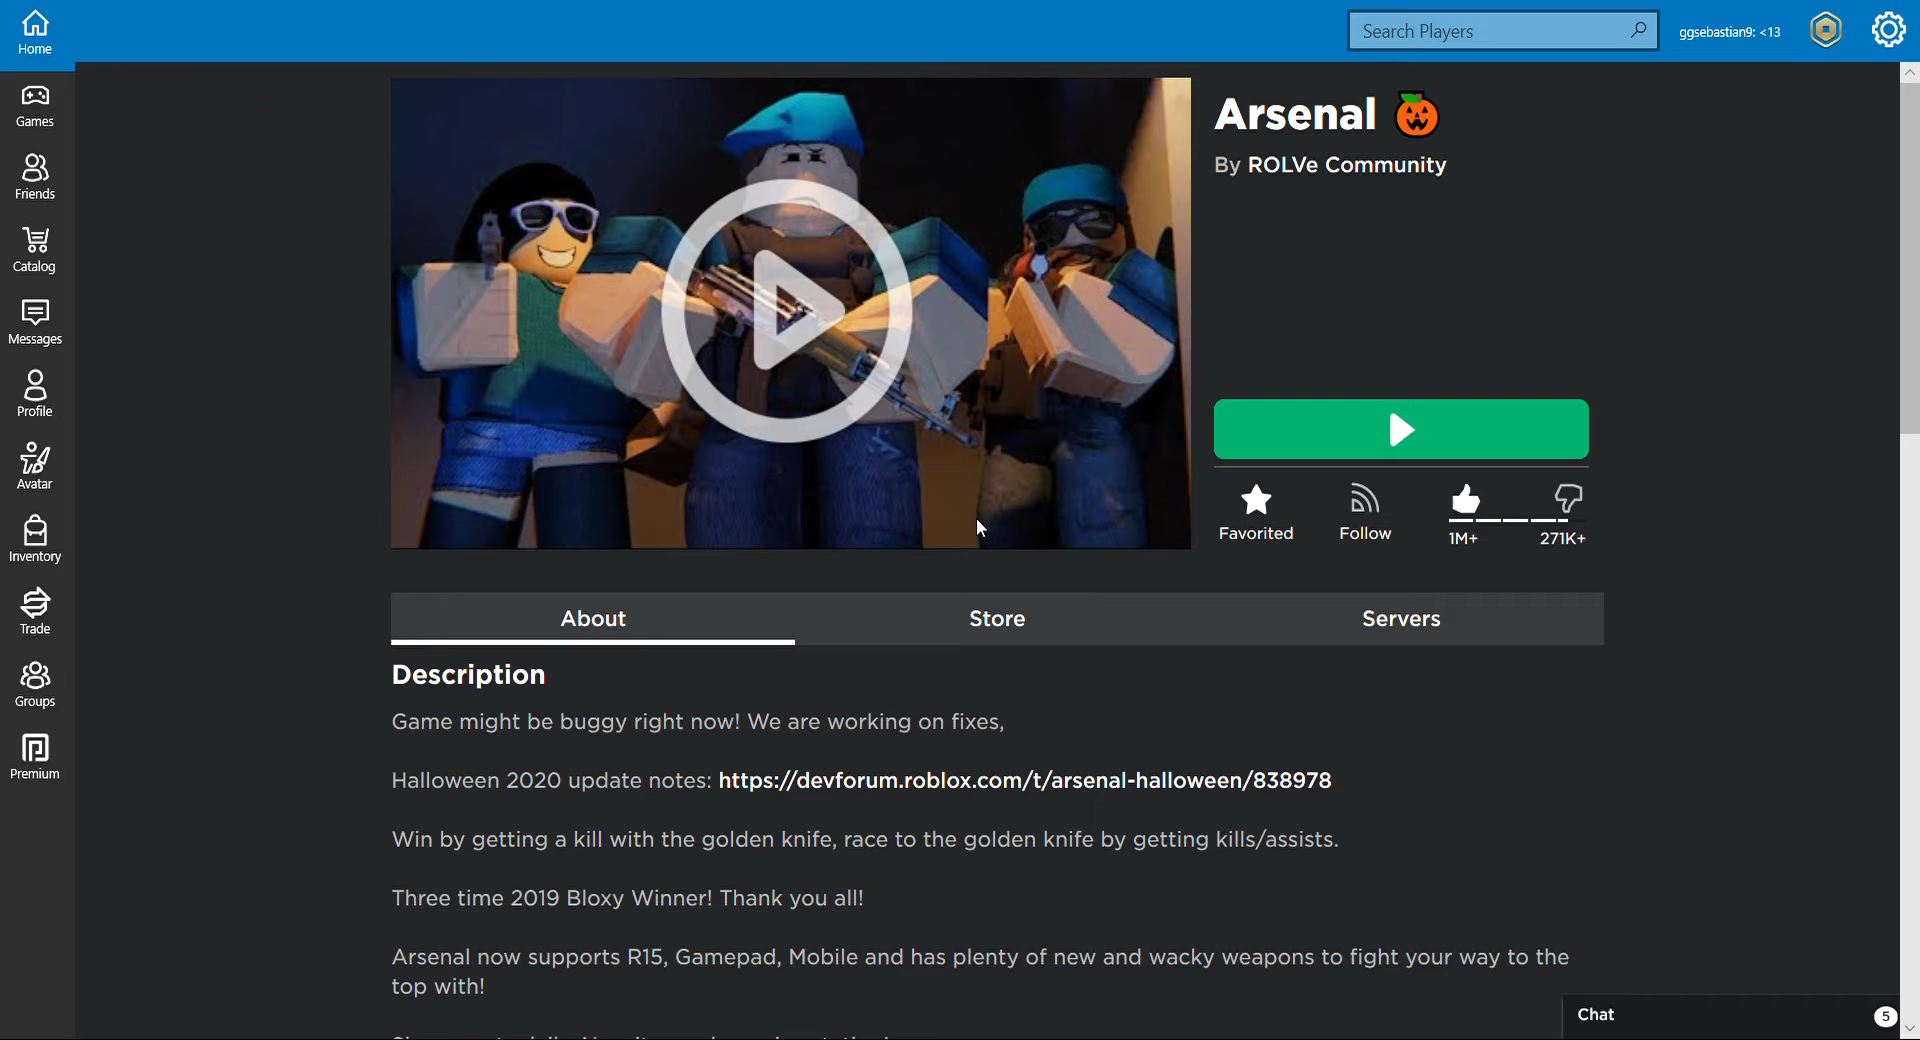 Home
Search Players
ggsebastian9: <13
Games
Friends
Catalog
Messages
Profile
Avatar
Inventory
Trade
Groups
Premium
Arsenal 🎃
By ROLVe Community
Favorited
Follow
1M+
271K+
About
Store
Servers
Description
Game might be buggy right now! We are working on fixes,
Halloween 2020 update notes: https://devforum.roblox.com/t/arsenal-halloween/838978
Win by getting a kill with the golden knife, race to the golden knife by getting kills/assists.
Three time 2019 Bloxy Winner! Thank you all!
Arsenal now supports R15, Gamepad, Mobile and has plenty of new and wacky weapons to fight your way to the
top with!
Chat
5